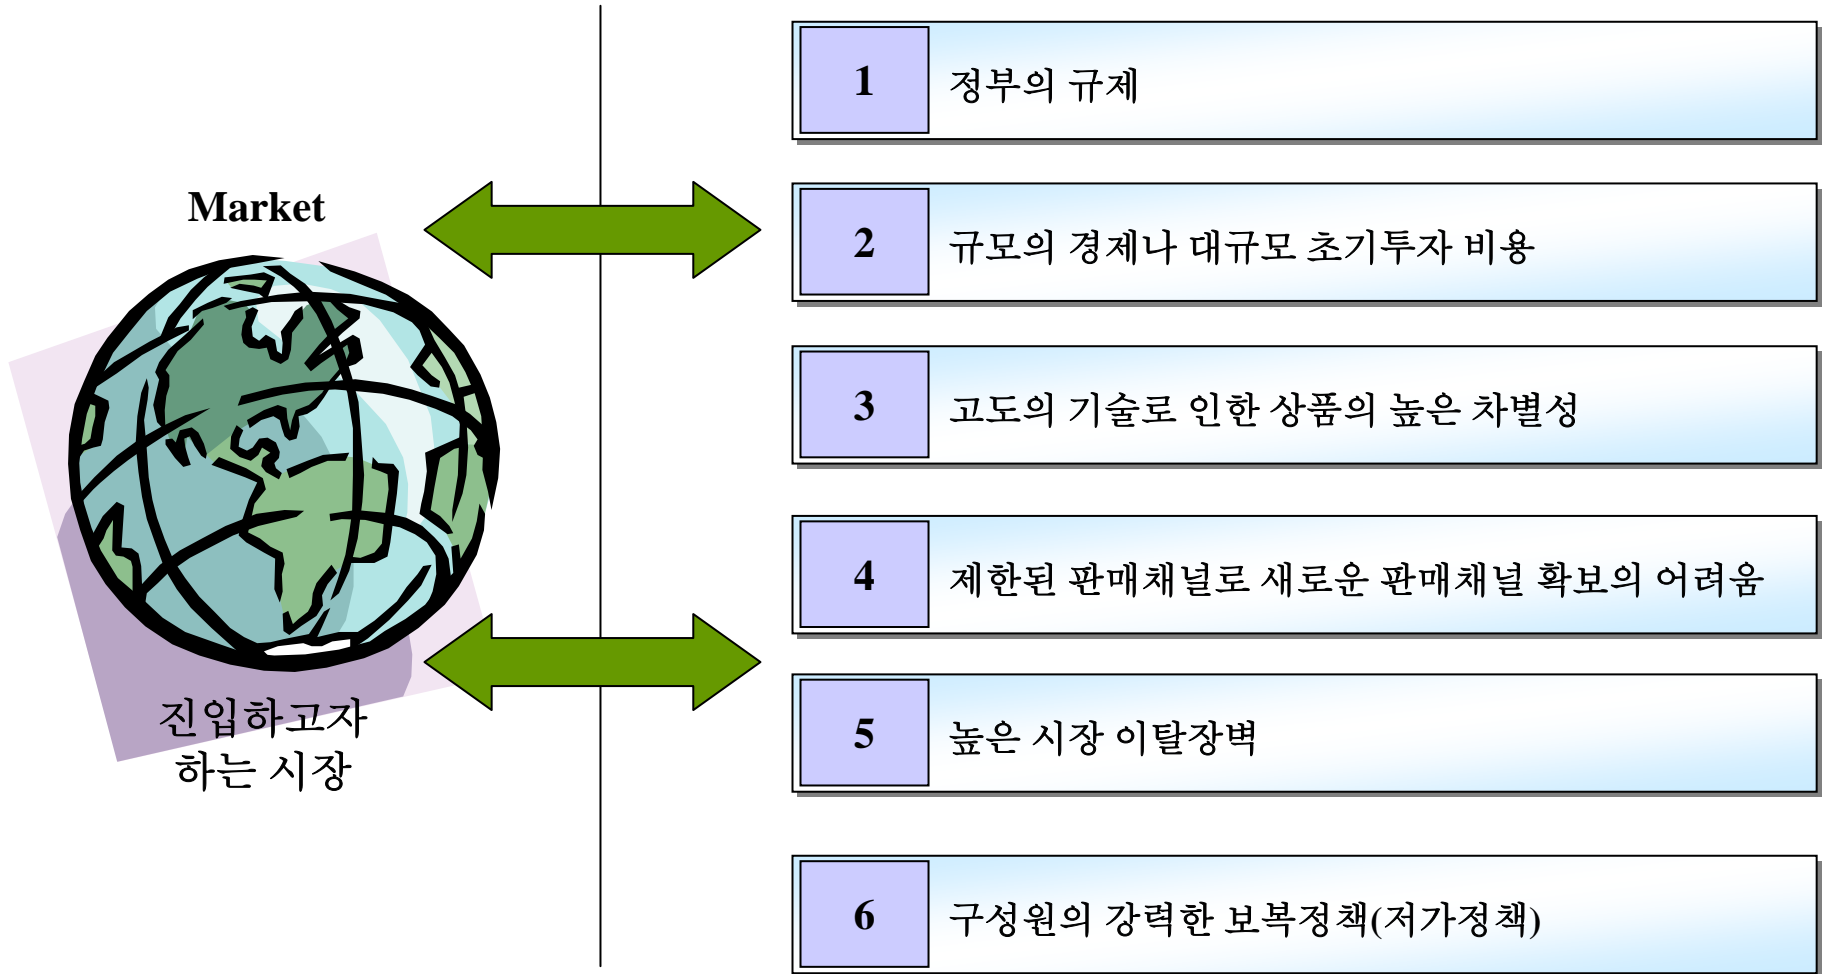 Market
진입하고자
하는 시장
1 정부의 규제
2 규모의 경제나 대규모 초기투자 비용
3 고도의 기술로 인한 상품의 높은 차별성
4 제한된 판매채널로 새로운 판매채널 확보의 어려움
5 높은 시장 이탈장벽
6 구성원의 강력한 보복정책(저가정책)